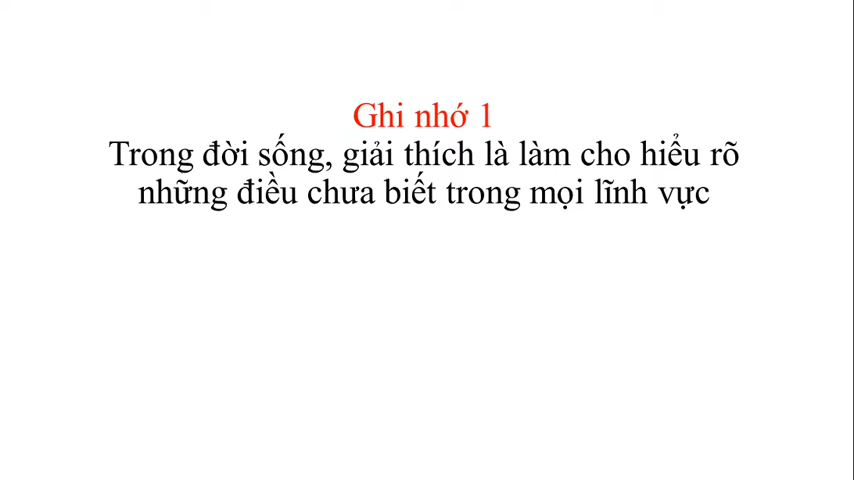 Ghi nhớ 1
Trong đời sống, giải thích là làm cho hiểu rõ
những điều chưa biết trong mọi lĩnh vực